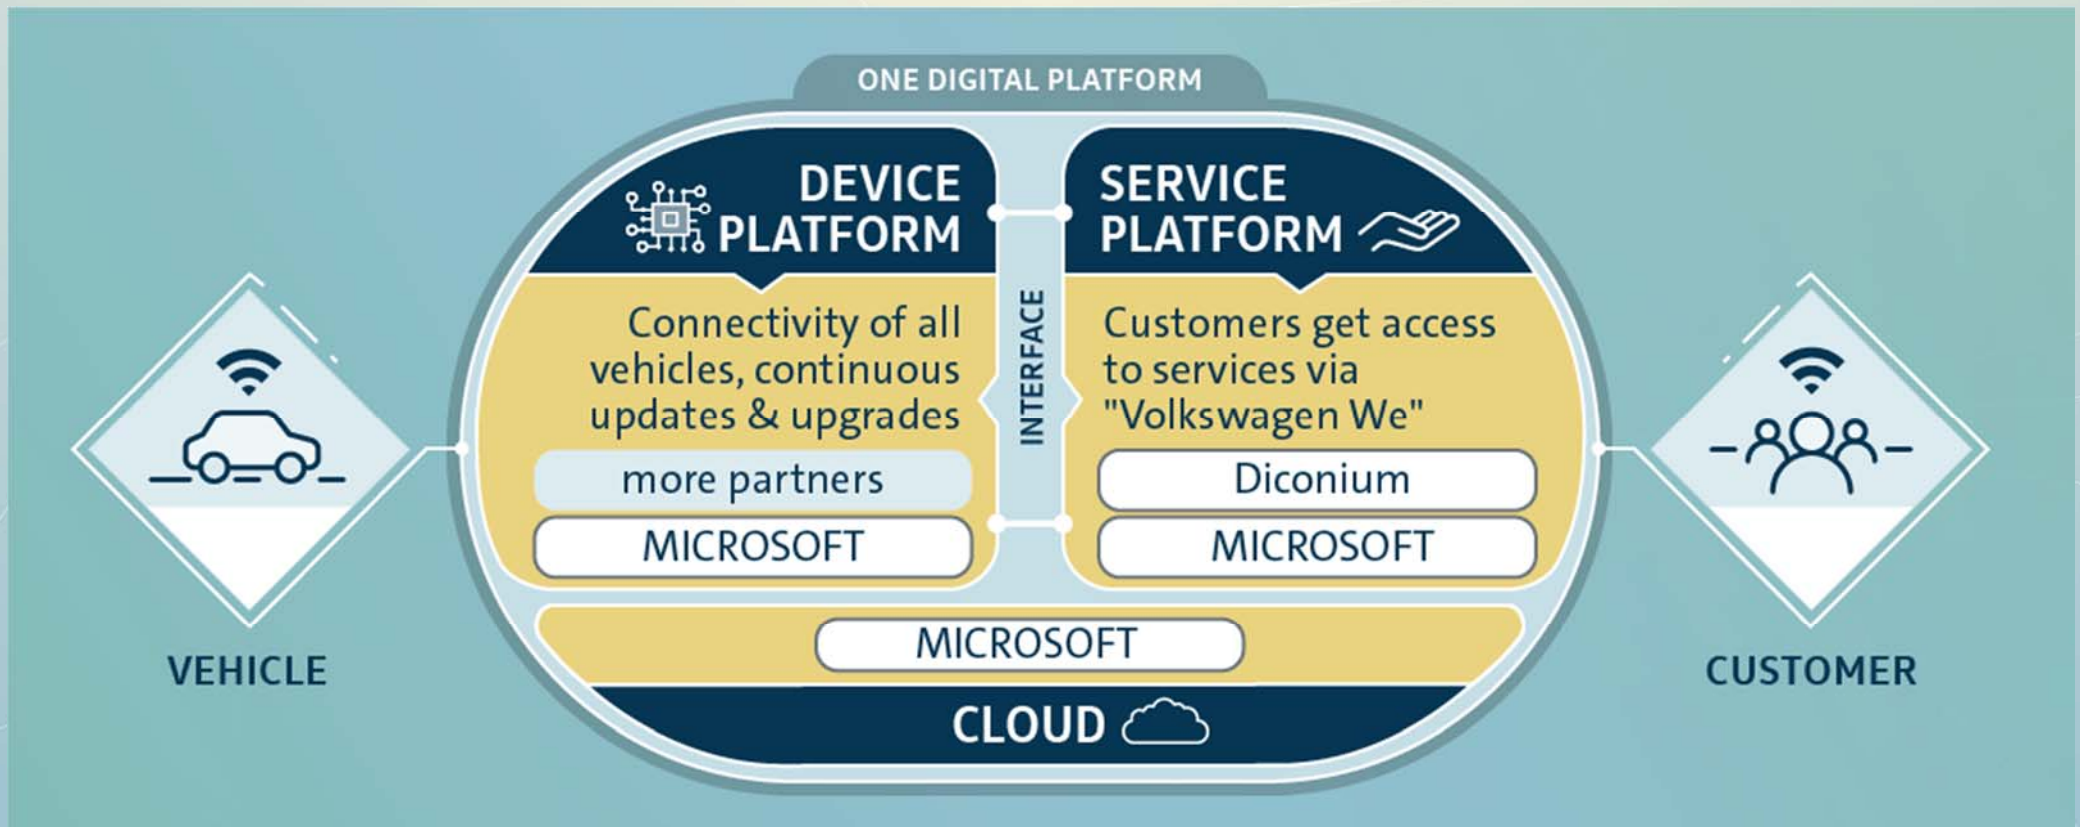 ONE DIGITAL PLATFORM
DEVICE
PLATFORM
Connectivity of all
vehicles, continuous
updates & upgrades
more partners
MICROSOFT
INTERFACE
SERVICE
PLATFORM
Customers get access
to services via
"Volkswagen We"
Diconium
MICROSOFT
MICROSOFT
CLOUD
VEHICLE
CUSTOMER